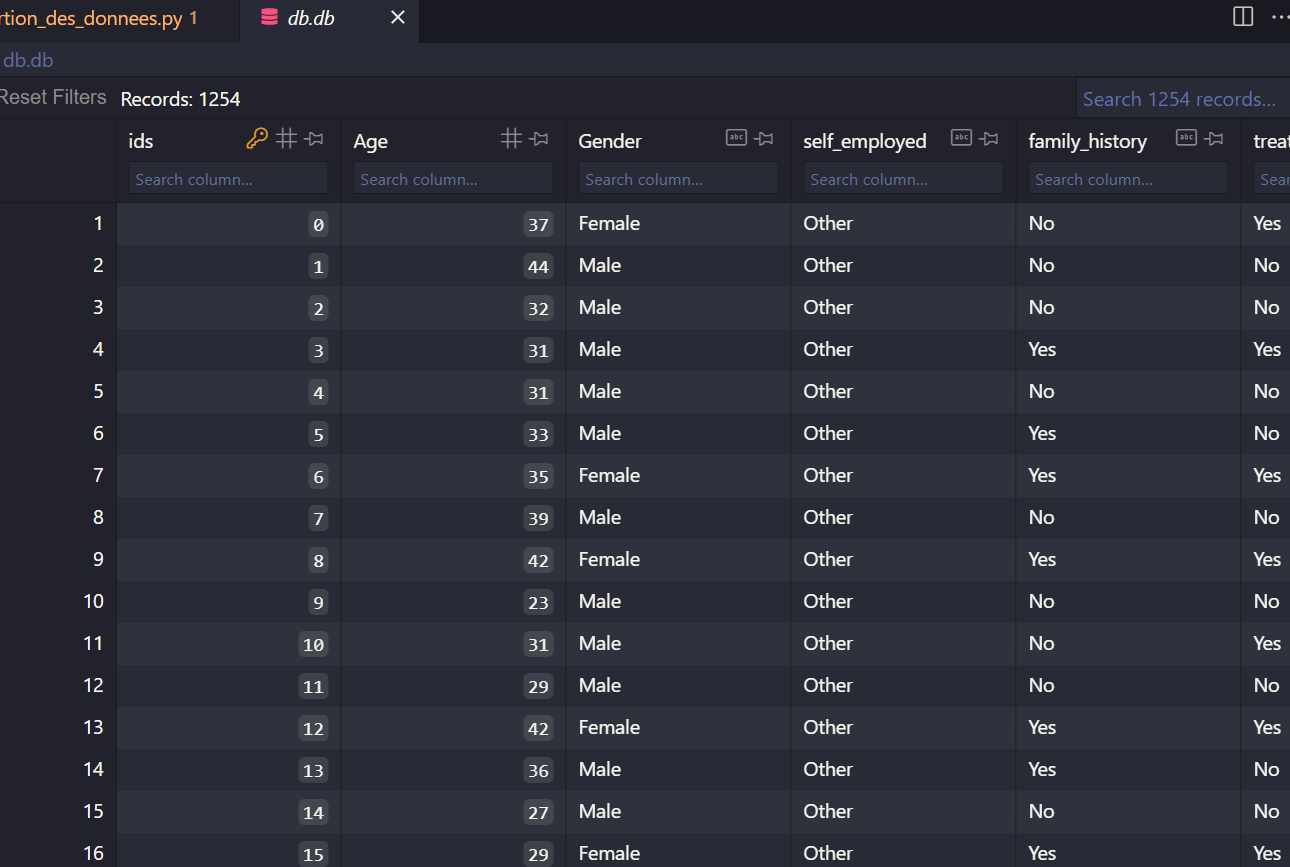 rtion_des_donnees.py 1 db.db
db.db
Reset Filters Records: 1254 Search 1254 records...
ids Age Gender self_employed family_history treat
Search column... Search column... Search column... Search column... Search column... Sear
1 0 37 Female Other No Yes
2 1 44 Male Other No No
3 2 32 Male Other No No
4 3 31 Male Other Yes Yes
5 4 31 Male Other No No
6 5 33 Male Other Yes No
7 6 35 Female Other Yes Yes
8 7 39 Male Other No No
9 8 42 Female Other Yes Yes
10 9 23 Male Other No No
11 10 31 Male Other No Yes
12 11 29 Male Other No No
13 12 42 Female Other Yes Yes
14 13 36 Male Other Yes No
15 14 27 Male Other No No
16 15 29 Female Other Yes Yes